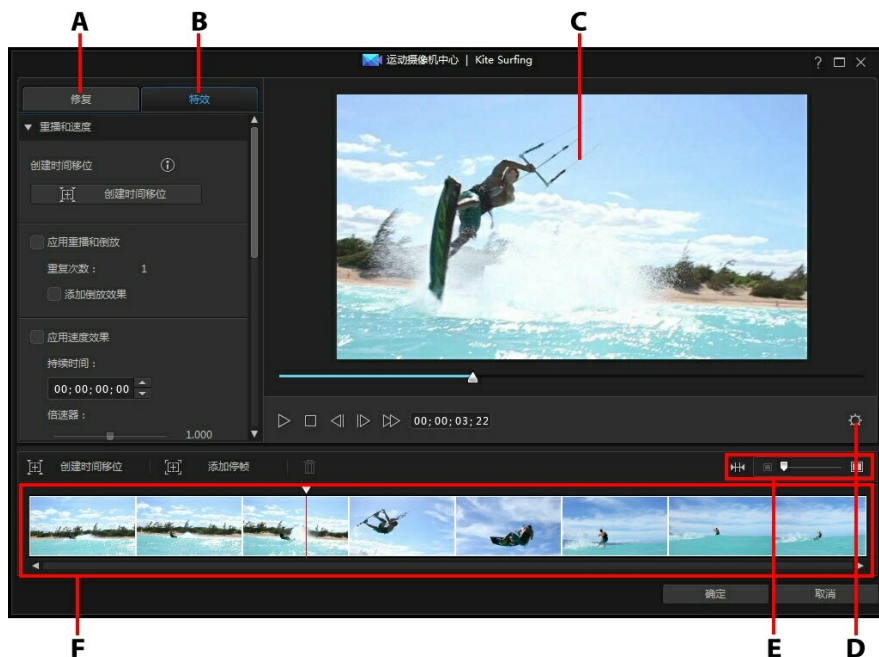 A B C
运动摄像机中心 | Kite Surfing
修复 特效
重播和速度
创建时间移位
创建时间移位
应用重播和倒放
重复次数： 1
添加倒放效果
应用速度效果
持续时间：
00;00;00;00
倍速器：
1.000
00;00;03;22
创建时间移位 添加停帧
确定 取消
F E D